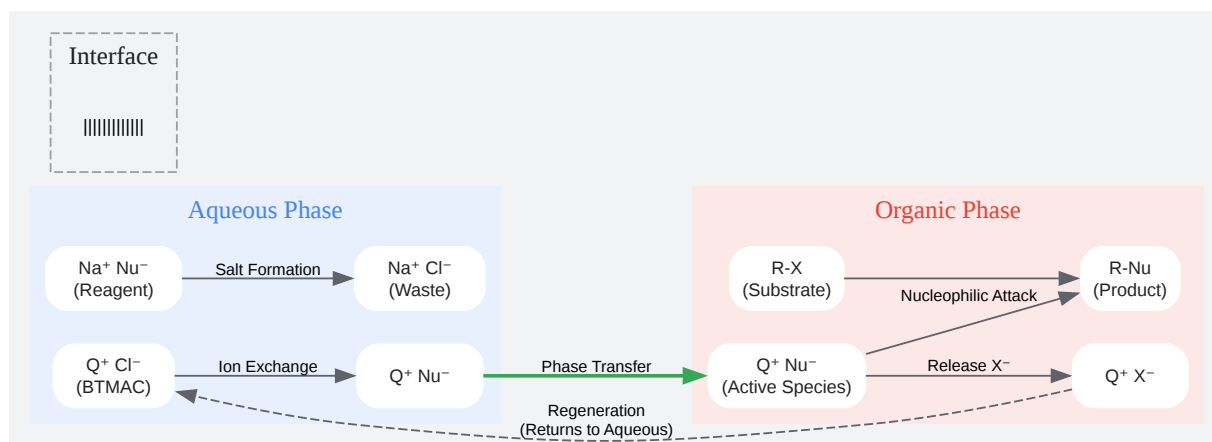 Interface
|||||||||||||
Aqueous Phase
Organic Phase
Na⁺ Nu⁻
(Reagent)
Salt Formation
Na⁺ Cl⁻
(Waste)
R-X
(Substrate)
Nucleophilic Attack
R-Nu
(Product)
Q⁺ Cl⁻
(BTMAC)
Ion Exchange
Q⁺ Nu⁻
Phase Transfer
Q⁺ Nu⁻
(Active Species)
Release X⁻
Q⁺ X⁻
Regeneration
(Returns to Aqueous)